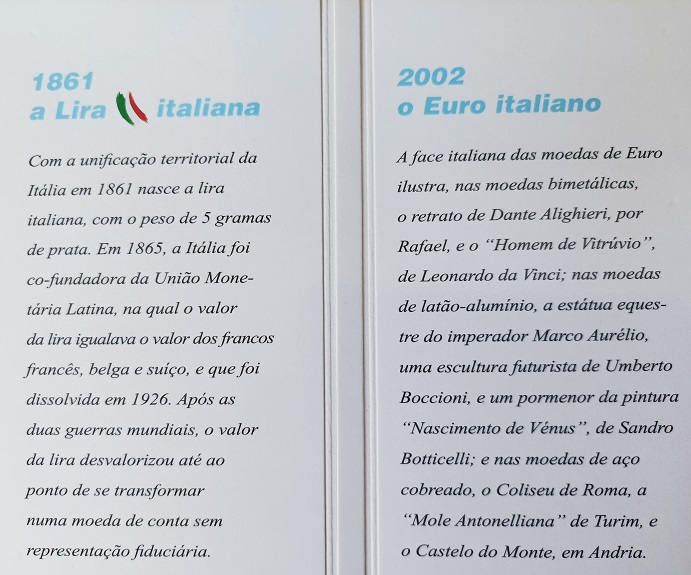 1861
a Lira italiana
Com a unificação territorial da
Itália em 1861 nasce a lira
italiana, com o peso de 5 gramas
de prata. Em 1865, a Itália foi
co-fundadora da União Mone-
tária Latina, na qual o valor
da lira igualava o valor dos francos
francês, belga e suíço, e que foi
dissolvida em 1926. Após as
duas guerras mundiais, o valor
da lira desvalorizou até ao
ponto de se transformar
numa moeda de conta sem
representação fiduciária.
2002
o Euro italiano
A face italiana das moedas de Euro
ilustra, nas moedas bimetálicas,
o retrato de Dante Alighieri, por
Rafael, e o “Homem de Vitrúvio”,
de Leonardo da Vinci; nas moedas
de latão-alumínio, a estátua eques-
tre do imperador Marco Aurélio,
uma escultura futurista de Umberto
Boccioni, e um pormenor da pintura
“Nascimento de Vénus”, de Sandro
Botticelli; e nas moedas de aço
cobreado, o Coliseu de Roma, a
“Mole Antonelliana” de Turim, e
o Castelo do Monte, em Andria.